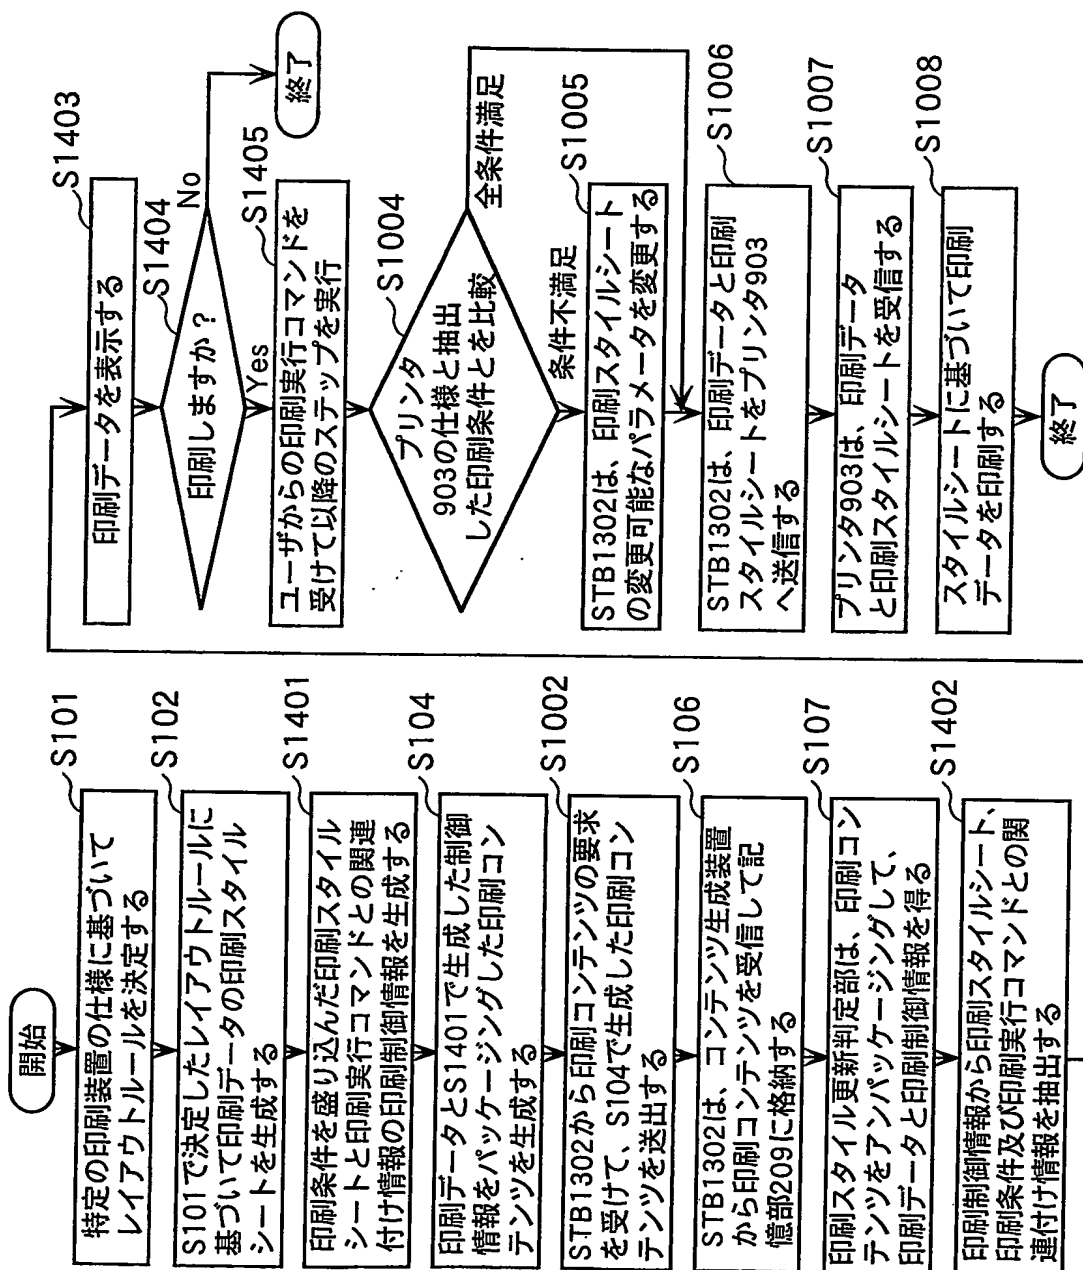 開始
S101
特定の印刷装置の仕様に基づいて
レイアウトルールを決定する
S102
S101で決定したレイアウトルールに
基づいて印刷データの印刷スタイル
シートを生成する
S1401
印刷条件を盛り込んだ印刷スタイル
シートと印刷実行コマンドとの関連
付け情報の印刷制御情報を生成する
S104
印刷データとS1401で生成した制御
情報をパッケージングした印刷コン
テンツを生成する
S1002
STB1302から印刷コンテンツの要求
を受けて、S104で生成した印刷コン
テンツを送出する
S106
STB1302は、コンテンツ生成装置
から印刷コンテンツを受信して記
憶部209に格納する
S107
印刷スタイル更新判定部は、印刷コン
テンツをアンパッケージングして、
印刷データと印刷制御情報を得る
S1402
印刷制御情報から印刷スタイルシート、
印刷条件及び印刷実行コマンドとの関
連付け情報を抽出する
S1403
印刷データを表示する
S1404
印刷しますか？
No
終了
Yes
S1405
ユーザからの印刷実行コマンドを
受けて以降のステップを実行
S1004
プリンタ
903の仕様と抽出
した印刷条件とを比較
全条件満足
条件不満足
S1005
STB1302は、印刷スタイルシート
の変更可能なパラメータを変更する
S1006
STB1302は、印刷データと印刷
スタイルシートをプリンタ903
へ送信する
S1007
プリンタ903は、印刷データ
と印刷スタイルシートを受信する
S1008
スタイルシートに基づいて印刷
データを印刷する
終了